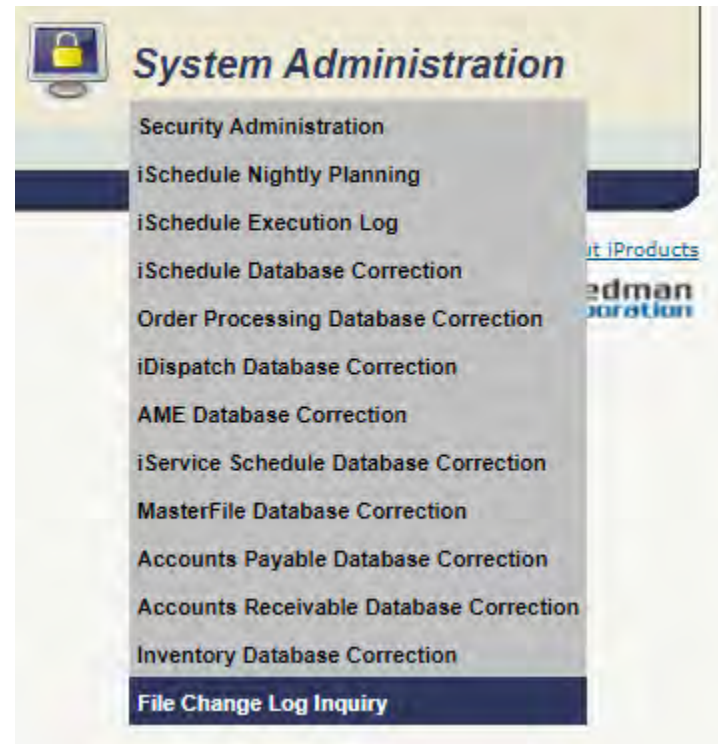 System Administration
Security Administration
iSchedule Nightly Planning
iSchedule Execution Log
iProducts
iSchedule Database Correction
Order Processing Database Correction
iDispatch Database Correction
AME Database Correction
iService Schedule Database Correction
MasterFile Database Correction
Accounts Payable Database Correction
Accounts Receivable Database Correction
Inventory Database Correction
File Change Log Inquiry